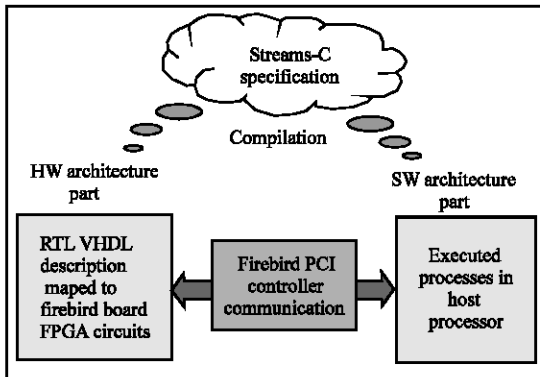 Streams-C
specification
Compilation
HW architecture
part
SW architecture
part
RTL VHDL
description
maped to
firebird board
FPGA circuits
Firebird PCI
controller
communication
Executed
processes in
host
processor